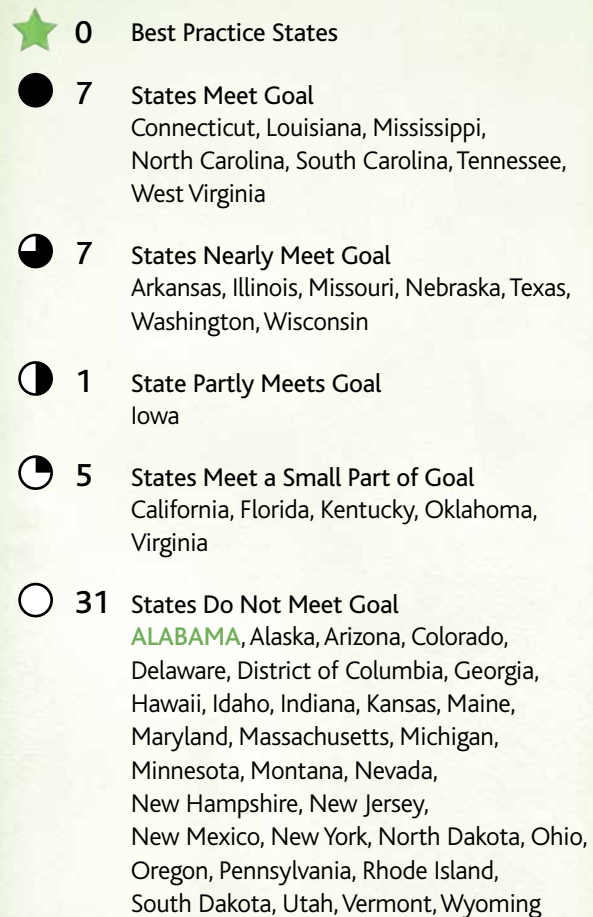 0 Best Practice States
7 States Meet Goal
Connecticut, Louisiana, Mississippi,
North Carolina, South Carolina, Tennessee,
West Virginia
7 States Nearly Meet Goal
Arkansas, Illinois, Missouri, Nebraska, Texas,
Washington, Wisconsin
1 State Partly Meets Goal
Iowa
5 States Meet a Small Part of Goal
California, Florida, Kentucky, Oklahoma,
Virginia
31 States Do Not Meet Goal
ALABAMA, Alaska, Arizona, Colorado,
Delaware, District of Columbia, Georgia,
Hawaii, Idaho, Indiana, Kansas, Maine,
Maryland, Massachusetts, Michigan,
Minnesota, Montana, Nevada,
New Hampshire, New Jersey,
New Mexico, New York, North Dakota, Ohio,
Oregon, Pennsylvania, Rhode Island,
South Dakota, Utah, Vermont, Wyoming